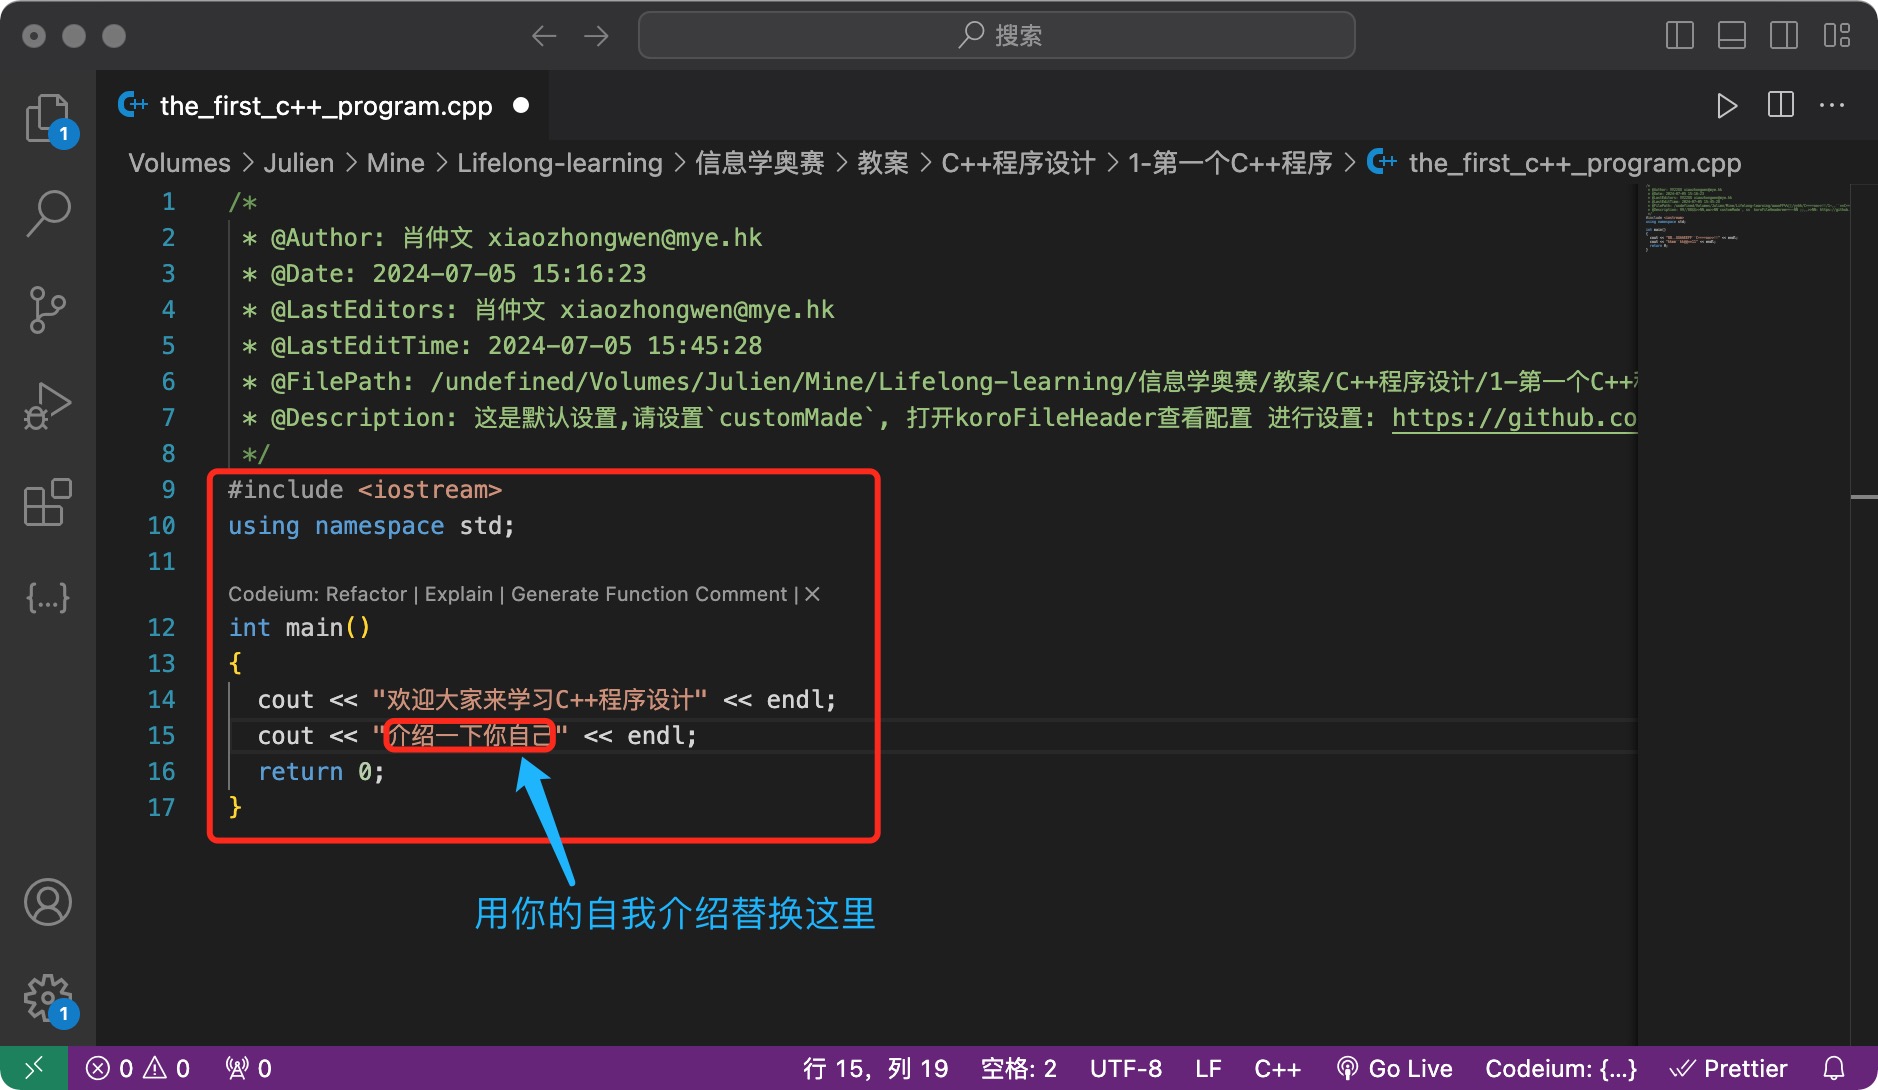 搜索
the_first_c++_program.cpp
Volumes > Julien > Mine > Lifelong-learning > 信息学奥赛 > 教案 > C++程序设计 > 1-第一个C++程序 > the_first_c++_program.cpp
1 /*
2 * @Author: 肖仲文 xiaozhongwen@mye.hk
3 * @Date: 2024-07-05 15:16:23
4 * @LastEditors: 肖仲文 xiaozhongwen@mye.hk
5 * @LastEditTime: 2024-07-05 15:45:28
6 * @FilePath: /undefined/Volumes/Julien/Mine/Lifelong-learning/信息学奥赛/教案/C++程序设计/1-第一个C++
7 * @Description: 这是默认设置,请设置`customMade`, 打开koroFileHeader查看配置 进行设置: https://github.co
8 */
9 #include <iostream>
10 using namespace std;
11
Codeium: Refactor | Explain | Generate Function Comment | ×
12 int main()
13 {
14 cout << "欢迎大家来学习C++程序设计" << endl;
15 cout << "介绍一下你自己" << endl;
16 return 0;
17 }
用你的自我介绍替换这里
1
1
0 0 0 行 15，列 19 空格: 2 UTF-8 LF C++ Go Live Codeium: {...} Prettier